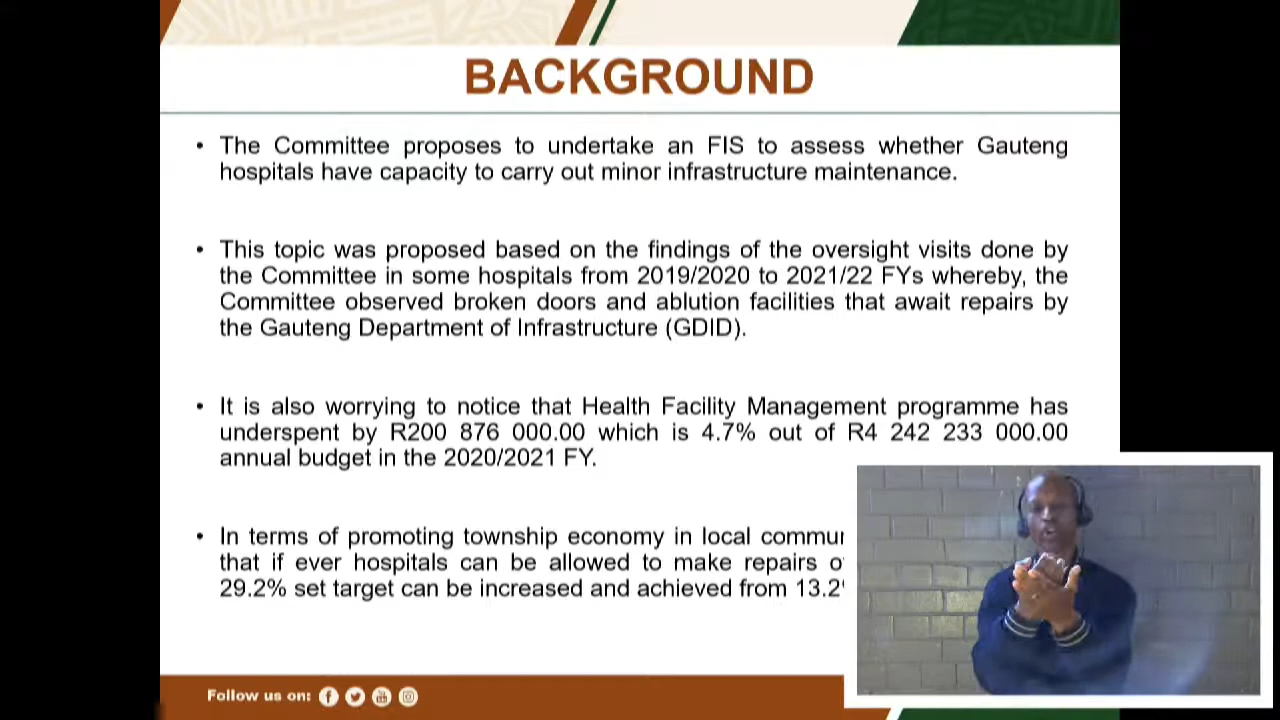 BACKGROUND
• The Committee proposes to undertake an FIS to assess whether Gauteng
hospitals have capacity to carry out minor infrastructure maintenance.
• This topic was proposed based on the findings of the oversight visits done by
the Committee in some hospitals from 2019/2020 to 2021/22 FYs whereby, the
Committee observed broken doors and ablution facilities that await repairs by
the Gauteng Department of Infrastructure (GDID).
• It is also worrying to notice that Health Facility Management programme has
underspent by R200 876 000.00 which is 4.7% out of R4 242 233 000.00
annual budget in the 2020/2021 FY.
• In terms of promoting township economy in local
that if ever hospitals can be allowed to make repairs
29.2% set target can be increased and achieved from
Follow us on: